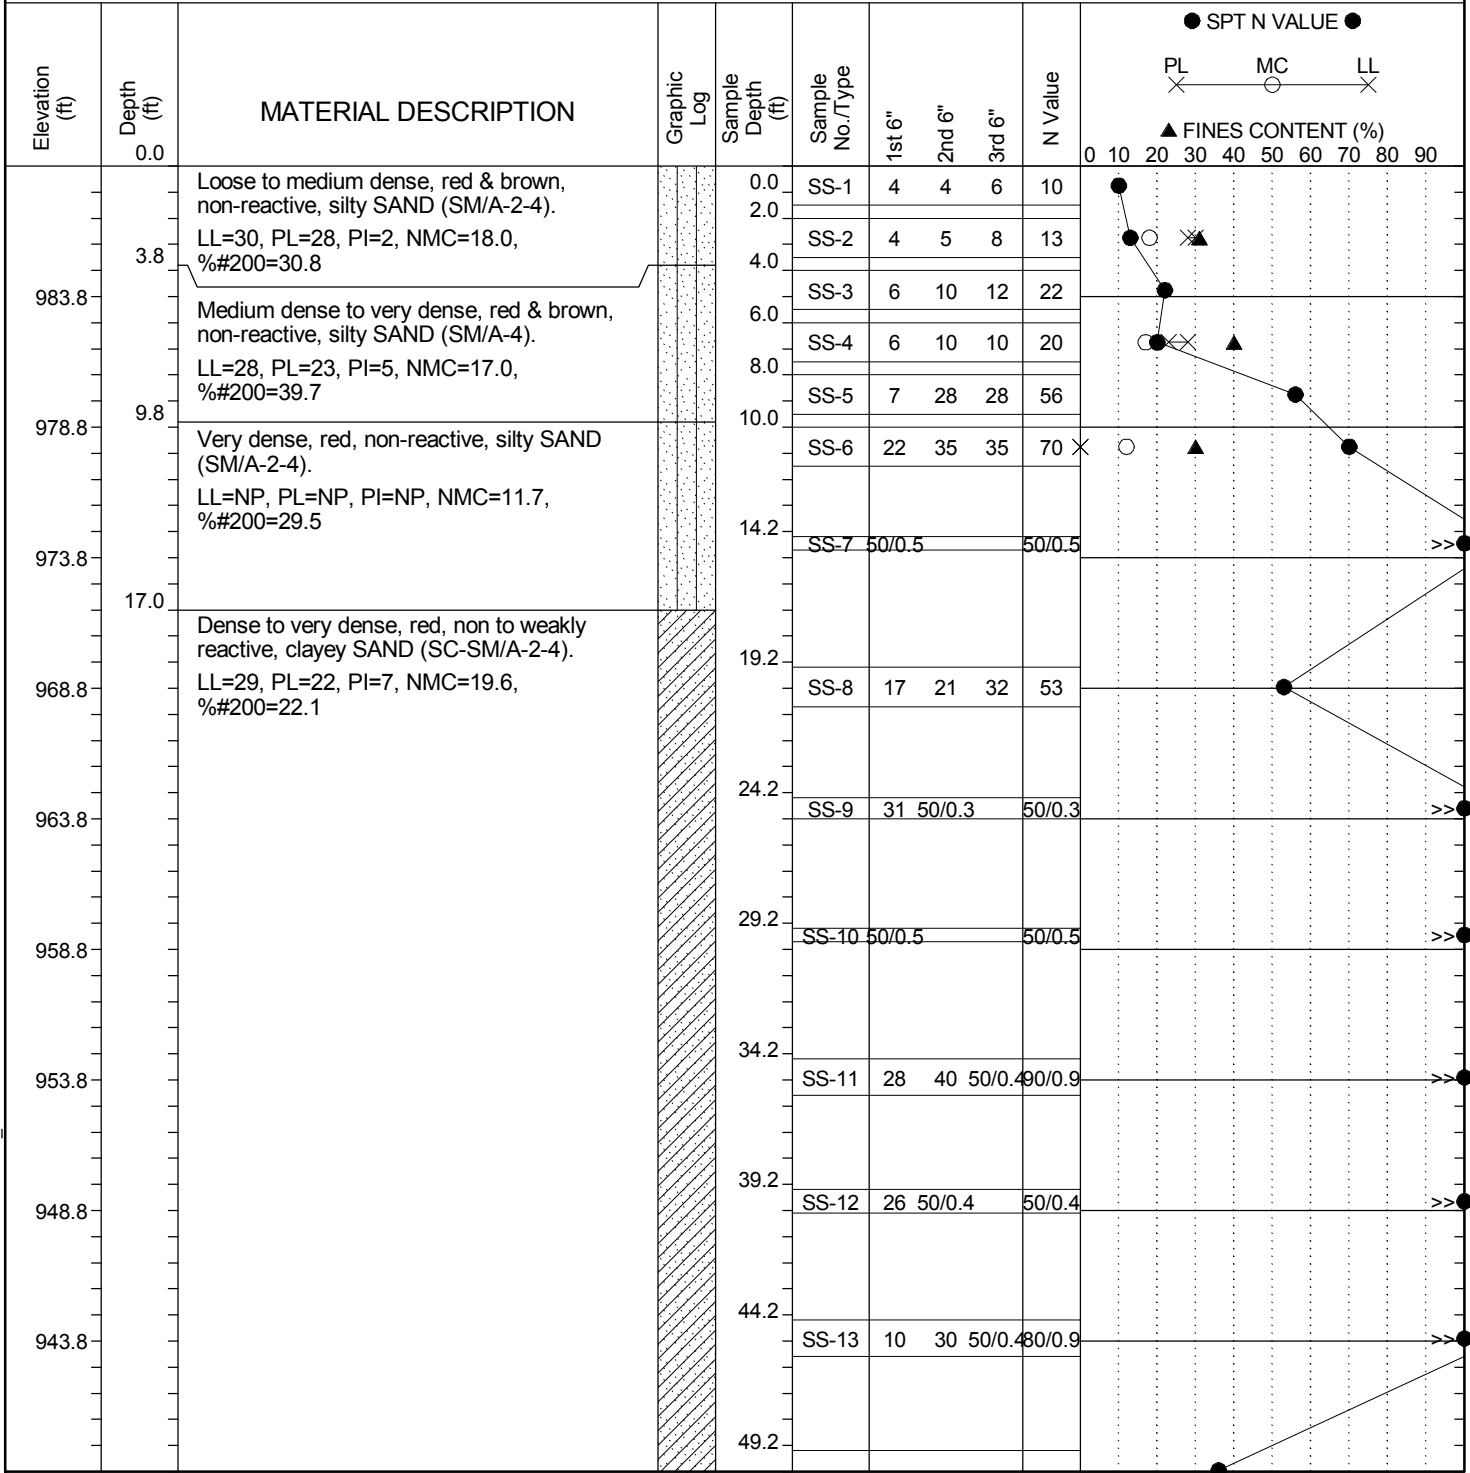 ● SPT N VALUE ●
PL MC LL
▲ FINES CONTENT (%)
0 10 20 30 40 50 60 70 80 90
Elevation (ft)
Depth (ft)
0.0
MATERIAL DESCRIPTION
Graphic Log
Sample Depth (ft)
Sample No./Type
1st 6"
2nd 6"
3rd 6"
N Value
Loose to medium dense, red & brown,
non-reactive, silty SAND (SM/A-2-4).
LL=30, PL=28, PI=2, NMC=18.0,
%#200=30.8
3.8
983.8
Medium dense to very dense, red & brown,
non-reactive, silty SAND (SM/A-4).
LL=28, PL=23, PI=5, NMC=17.0,
%#200=39.7
9.8
978.8
Very dense, red, non-reactive, silty SAND
(SM/A-2-4).
LL=NP, PL=NP, PI=NP, NMC=11.7,
%#200=29.5
973.8
17.0
Dense to very dense, red, non to weakly
reactive, clayey SAND (SC-SM/A-2-4).
LL=29, PL=22, PI=7, NMC=19.6,
%#200=22.1
968.8
963.8
958.8
953.8
948.8
943.8
0.0
SS-1 4 4 6 10
2.0
SS-2 4 5 8 13
4.0
SS-3 6 10 12 22
6.0
SS-4 6 10 10 20
8.0
SS-5 7 28 28 56
10.0
SS-6 22 35 35 70
14.2
SS-7 50/0.5 50/0.5 >>
19.2
SS-8 17 21 32 53
24.2
SS-9 31 50/0.3 50/0.3 >>
29.2
SS-10 50/0.5 50/0.5 >>
34.2
SS-11 28 40 50/0.4 90/0.9 >>
39.2
SS-12 26 50/0.4 50/0.4 >>
44.2
SS-13 10 30 50/0.4 80/0.9 >>
49.2